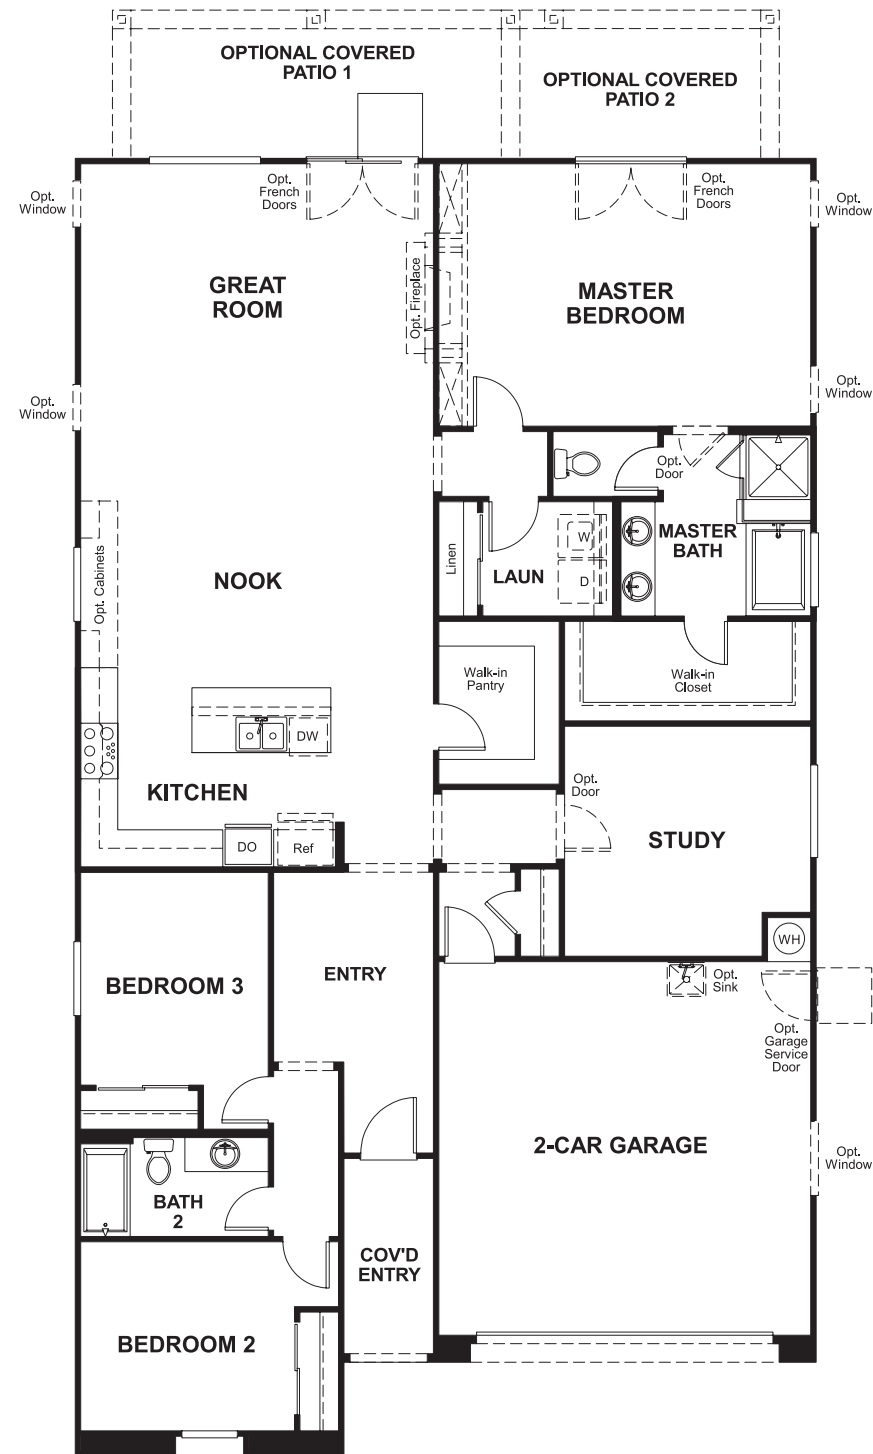 OPTIONAL COVERED
PATIO 1
OPTIONAL COVERED
PATIO 2
Opt.
Window
Opt.
French
Doors
Opt.
French
Doors
Opt.
Window
GREAT
ROOM
Opt. Fireplace
MASTER
BEDROOM
Opt.
Window
Opt.
Window
Opt.
Door
Opt. Cabinets
NOOK
Linen
LAUN
W
D
MASTER
BATH
Walk-in
Pantry
Walk-in
Closet
DW
KITCHEN
DO
Ref
Opt.
Door
STUDY
WH
BEDROOM 3
ENTRY
Opt.
Sink
Opt.
Garage
Service
Door
2-CAR GARAGE
Opt.
Window
BATH
2
COV'D
ENTRY
BEDROOM 2